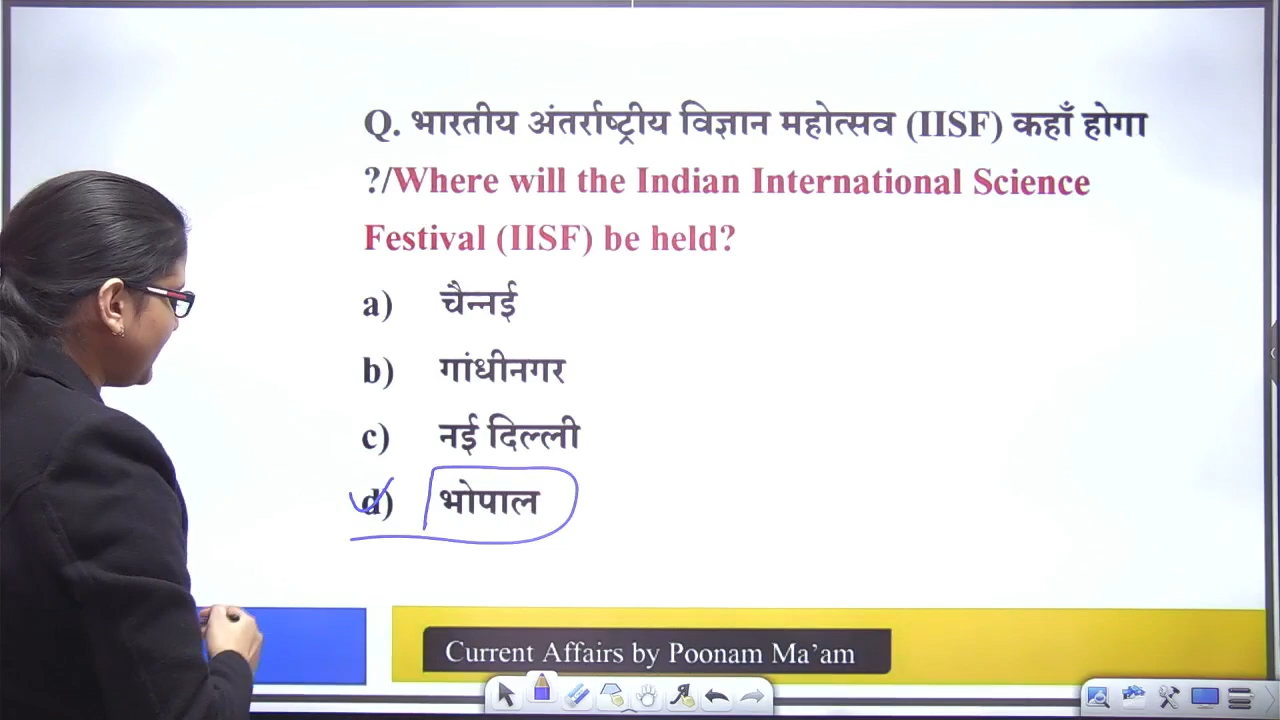 Q. भारतीय अंतर्राष्ट्रीय विज्ञान महोत्सव (IISF) कहाँ होगा
?/Where will the Indian International Science
Festival (IISF) be held?
a) चैन्नई
b) गांधीनगर
c) नई दिल्ली
d) भोपाल
Current Affairs by Poonam Ma’am